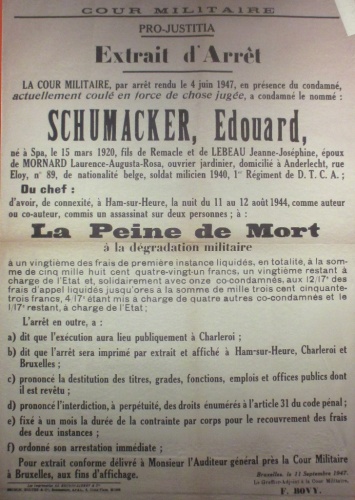 COUR MILITAIRE
PRO-JUSTITIA
Extrait d'Arrêt
LA COUR MILITAIRE, par arrêt rendu le 4 juin 1947, en présence du condamné,
actuellement coulé en force de chose jugée, a condamné le nommé :
SCHUMACKER, Edouard,
né à Spa, le 15 mars 1920, fils de Remacle et de LEBEAU Jeanne-Joséphine, époux
de MORNARD Laurence-Augusta-Rosa, ouvrier jardinier, domicilié à Anderlecht, rue
Eloy, n° 89, de nationalité belge, soldat milicien 1940, 1er Régiment de D. T. C. A ;
Du chef :
d'avoir, de connexité, à Ham-sur-Heure, la nuit du 11 au 12 août 1944, comme auteur
ou co-auteur, commis un assassinat sur deux personnes ; à :
La Peine de Mort
à la dégradation militaire
à un vingtième des frais de première instance liquidés, en totalité, à la som-
me de cinq mille huit cent quatre-vingt-un francs, un vingtième restant à
charge de l'Etat et, solidairement avec onze co-condamnés, aux 12/17e des
frais d'appel liquidés jusqu'ores à la somme de mille trois cent cinquante-
trois francs, 4/17e étant mis à charge de quatre autres co-condamnés et le
1/17e restant, à charge de l'Etat ;
L'arrêt en outre, a :
a) dit que l'exécution aura lieu publiquement à Charleroi ;
b) dit que l'arrêt sera imprimé par extrait et affiché à Ham-sur-Heure, Charleroi et
Bruxelles ;
c) prononcé la destitution des titres, grades, fonctions, emplois et offices publics dont
il est revêtu ;
d) prononcé l'interdiction, à perpétuité, des droits énumérés à l'article 31 du code pénal ;
e) fixé à un mois la durée de la contrainte par corps pour le recouvrement des frais
des deux instances ;
f) ordonné son arrestation immédiate ;
Pour extrait conforme délivré à Monsieur l'Auditeur général près la Cour Militaire
à Bruxelles, aux fins d'affichage.
Bruxelles, le 11 Septembre 1947.
Le Greffier-Adjoint à la Cour Militaire,
F. BOVY.